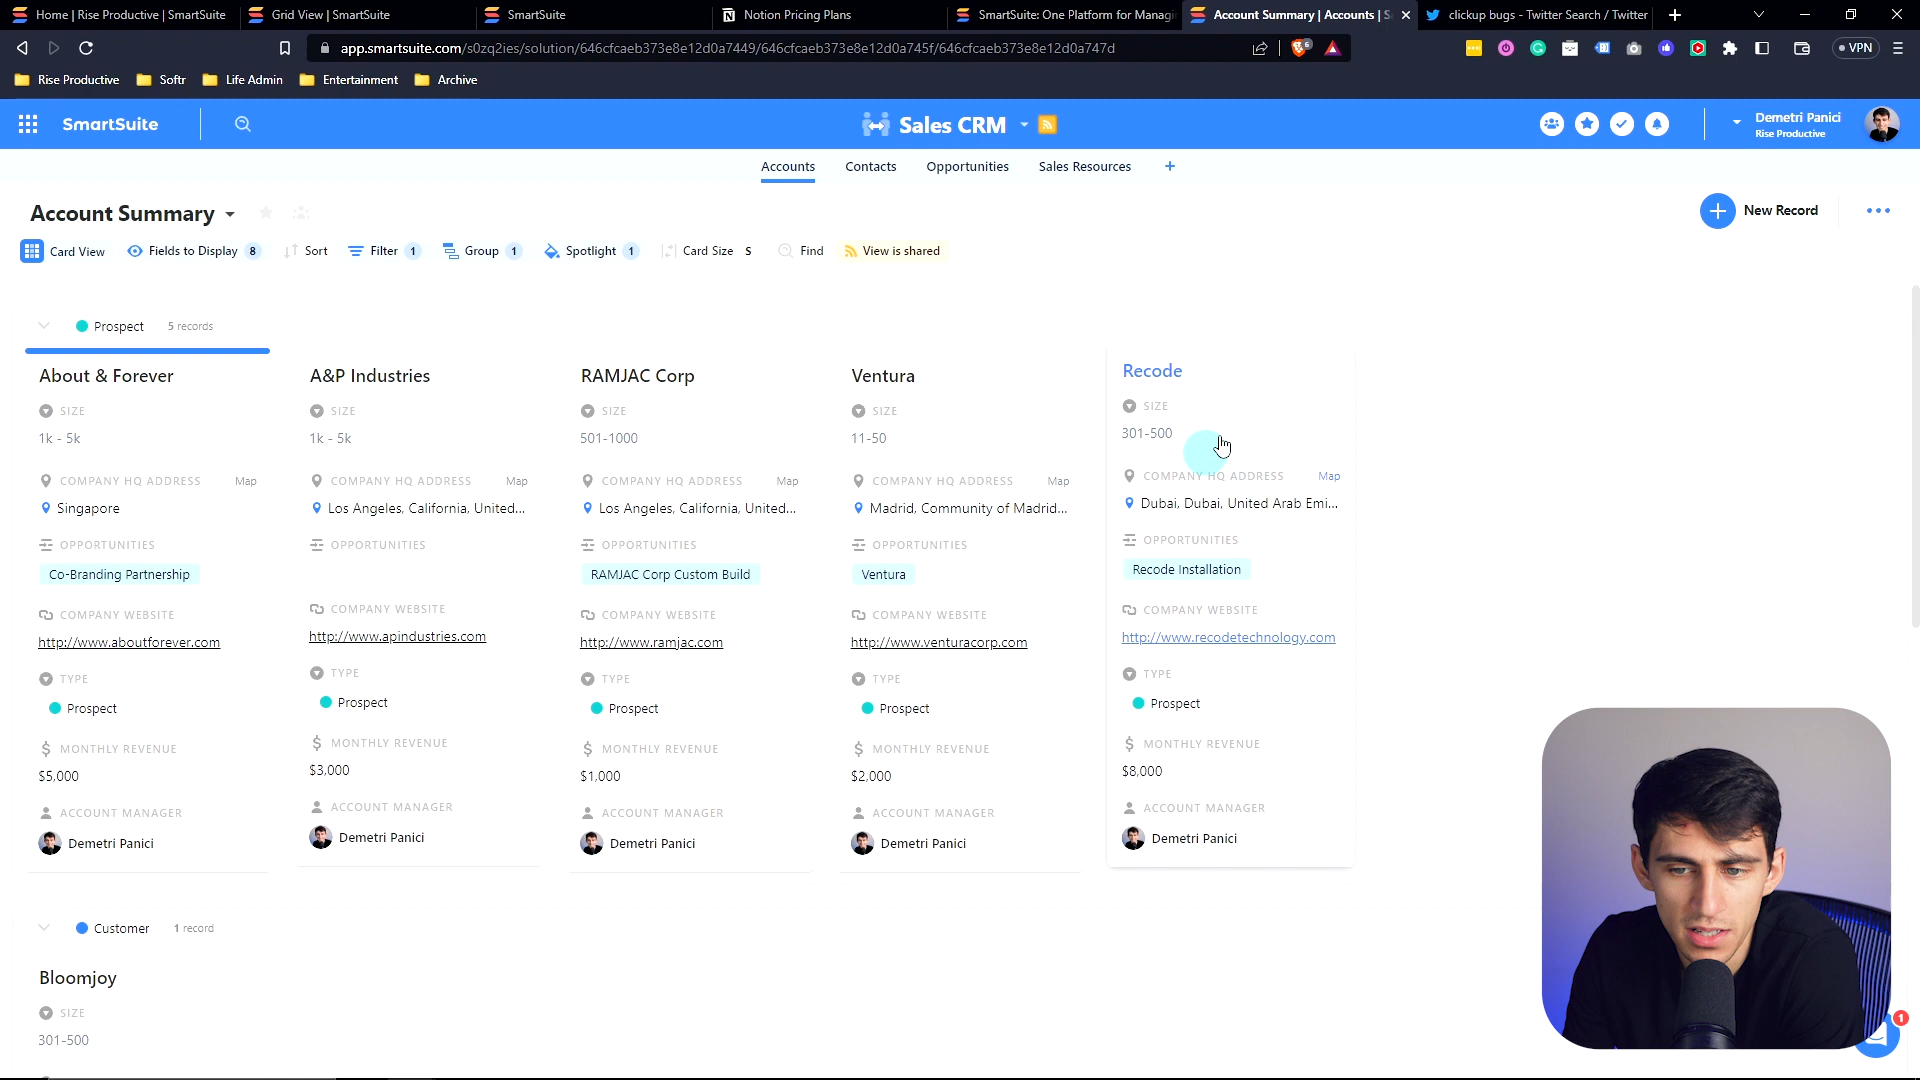 Home | Rise Productive | SmartSuite
Grid View | SmartSuite
SmartSuite
Notion Pricing Plans
SmartSuite: One Platform for Managi
Account Summary | Accounts | S
clickup bugs - Twitter Search / Twitter
app.smartsuite.com/s0zq2ies/solution/646cfcaeb373e8e12d0a7449/646cfcaeb373e8e12d0a745f/646cfcaeb373e8e12d0a747d
6
VPN
Rise Productive
Softr
Life Admin
Entertainment
Archive
SmartSuite
Sales CRM
Demetri Panici
Rise Productive
Accounts
Contacts
Opportunities
Sales Resources
+
Account Summary
New Record
Card View
Fields to Display 8
Sort
Filter 1
Group 1
Spotlight 1
Card Size S
Find
View is shared
Prospect 5 records
About & Forever
SIZE
1k - 5k
COMPANY HQ ADDRESS Map
Singapore
OPPORTUNITIES
Co-Branding Partnership
COMPANY WEBSITE
http://www.aboutforever.com
TYPE
Prospect
MONTHLY REVENUE
$5,000
ACCOUNT MANAGER
Demetri Panici
A&P Industries
SIZE
1k - 5k
COMPANY HQ ADDRESS Map
Los Angeles, California, United...
OPPORTUNITIES
COMPANY WEBSITE
http://www.apindustries.com
TYPE
Prospect
MONTHLY REVENUE
$3,000
ACCOUNT MANAGER
Demetri Panici
RAMJAC Corp
SIZE
501-1000
COMPANY HQ ADDRESS Map
Los Angeles, California, United...
OPPORTUNITIES
RAMJAC Corp Custom Build
COMPANY WEBSITE
http://www.ramjac.com
TYPE
Prospect
MONTHLY REVENUE
$1,000
ACCOUNT MANAGER
Demetri Panici
Ventura
SIZE
11-50
COMPANY HQ ADDRESS Map
Madrid, Community of Madrid...
OPPORTUNITIES
Ventura
COMPANY WEBSITE
http://www.venturacorp.com
TYPE
Prospect
MONTHLY REVENUE
$2,000
ACCOUNT MANAGER
Demetri Panici
Recode
SIZE
301-500
COMPANY HQ ADDRESS Map
Dubai, Dubai, United Arab Emi...
OPPORTUNITIES
Recode Installation
COMPANY WEBSITE
http://www.recodetechnology.com
TYPE
Prospect
MONTHLY REVENUE
$8,000
ACCOUNT MANAGER
Demetri Panici
Customer 1 record
Bloomjoy
SIZE
301-500
1